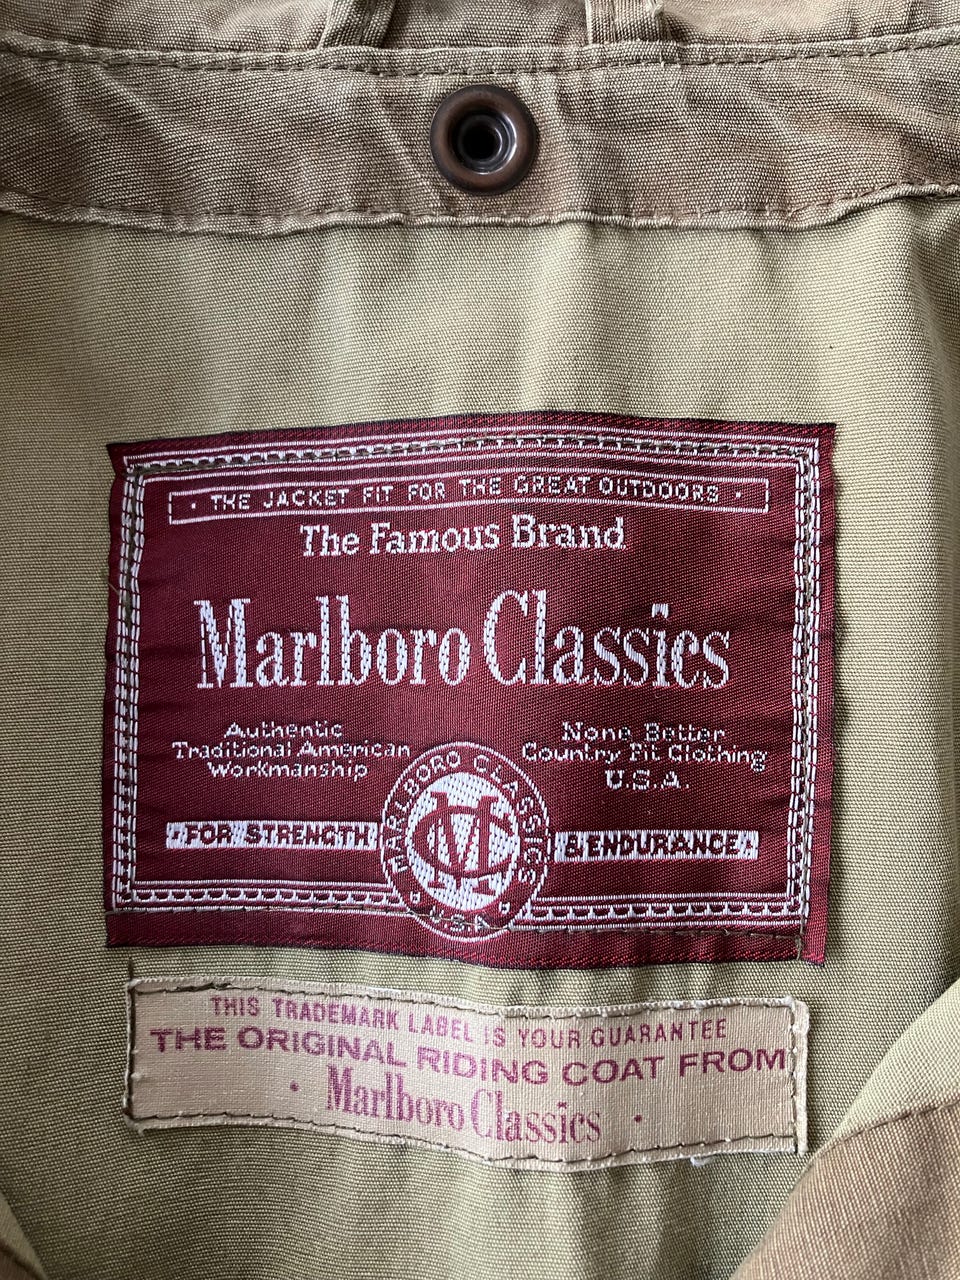 · THE JACKET FIT FOR THE GREAT OUTDOORS ·
The Famous Brand
Marlboro Classics
Authentic
Traditional American
Workmanship
None Better
Country Fit Clothing
U.S.A.
·FOR STRENGTH
&ENDURANCE·
MARLBORO CLASSICS
MC
U.S.A
THIS TRADEMARK LABEL IS YOUR GUARANTEE
THE ORIGINAL RIDING COAT FROM
· Marlboro Classics ·